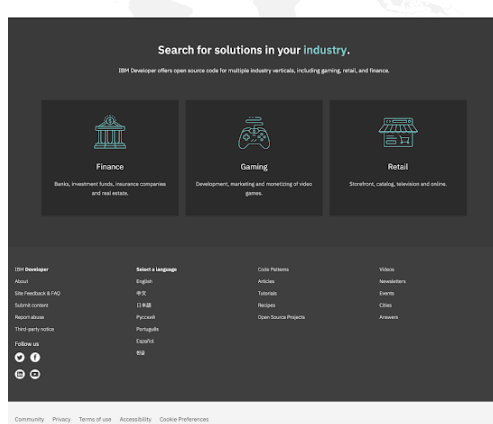 Search for solutions in your industry.
IBM Developer offers open source code for multiple industry verticals, including gaming, retail, and finance.
Finance
Banks, investment funds, insurance companies
and real estate.
Gaming
Development, marketing and monetizing of video
games.
Retail
Storefront, catalog, television and online.
IBM Developer
About
Site Feedback & FAQ
Submit content
Report abuse
Third-party notice
Follow us
Select a language
English
中文
日本語
Русский
Português
Español
한글
Code Patterns
Articles
Tutorials
Recipes
Open Source Projects
Videos
Newsletters
Events
Cities
Answers
Community Privacy Terms of use Accessibility Cookie Preferences